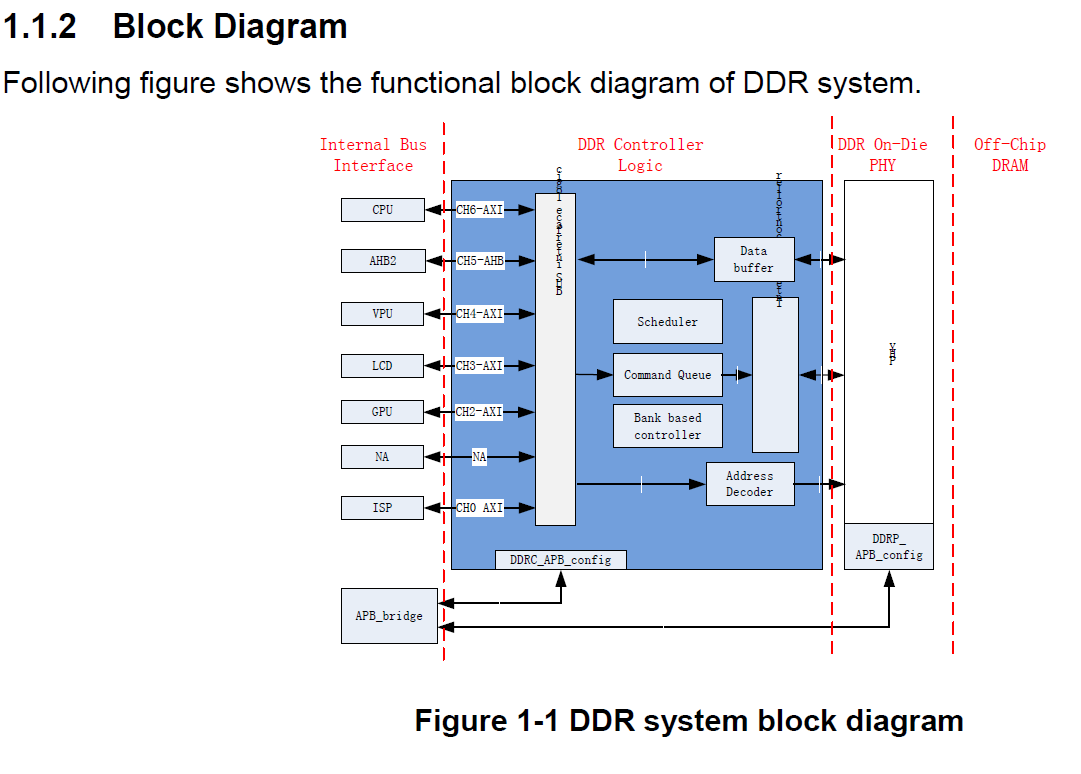 1.1.2 Block Diagram
Following figure shows the functional block diagram of DDR system.
Internal Bus
Interface
DDR Controller
Logic
DDR On-Die
PHY
Off-Chip
DRAM
CPU
CH6-AXI
AHB2
CH5-AHB
VPU
CH4-AXI
LCD
CH3-AXI
GPU
CH2-AXI
NA
NA
ISP
CH0 AXI
Data
buffer
Scheduler
Command Queue
Bank based
controller
Address
Decoder
PHY
DDRC_APB_config
DDRP_
APB_config
APB_bridge
Figure 1-1 DDR system block diagram